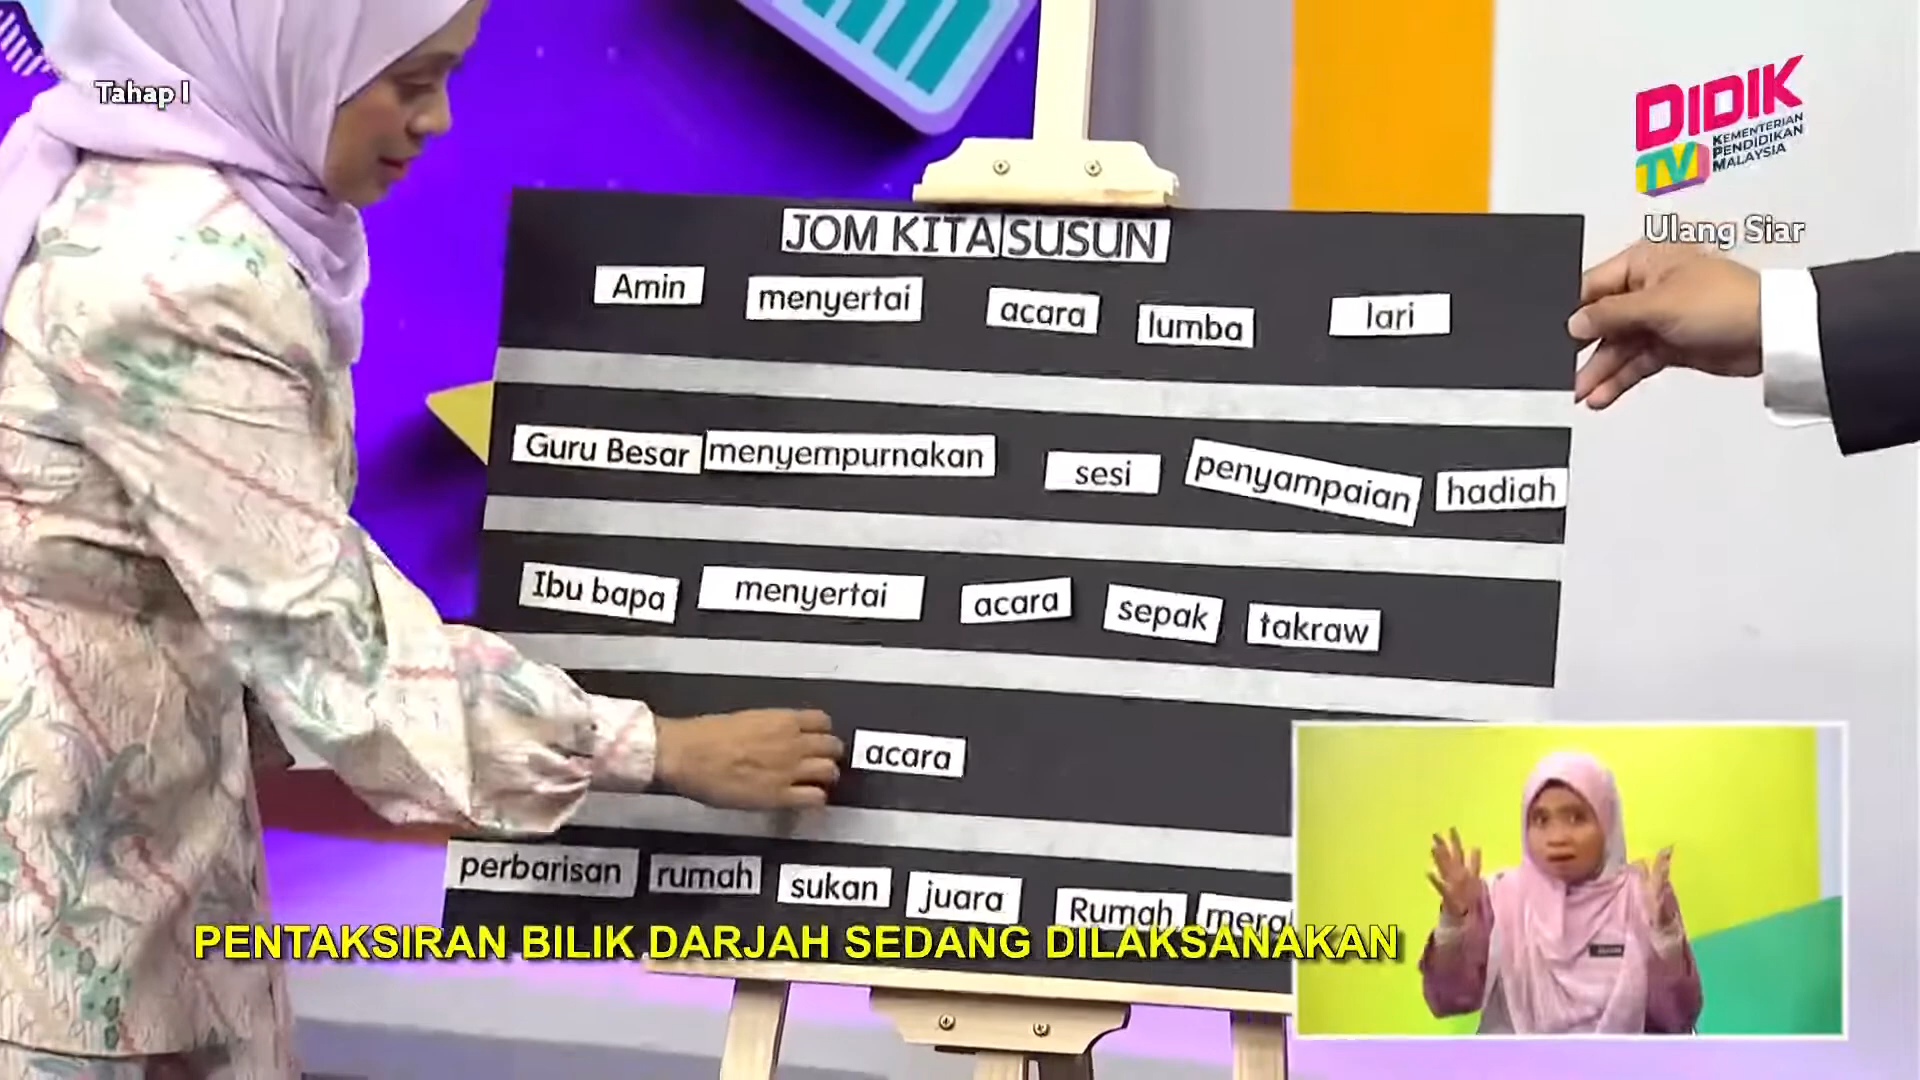 Tahap I
DIDIK
TV
KEMENTERIAN
PENDIDIKAN
MALAYSIA
Ulang Siar
JOM KITA SUSUN
Amin menyertai acara lumba lari
Guru Besar menyempurnakan sesi penyampaian hadiah
Ibu bapa menyertai acara sepak takraw
acara
perbarisan rumah sukan juara Rumah
PENTAKSIRAN BILIK DARJAH SEDANG DILAKSANAKAN